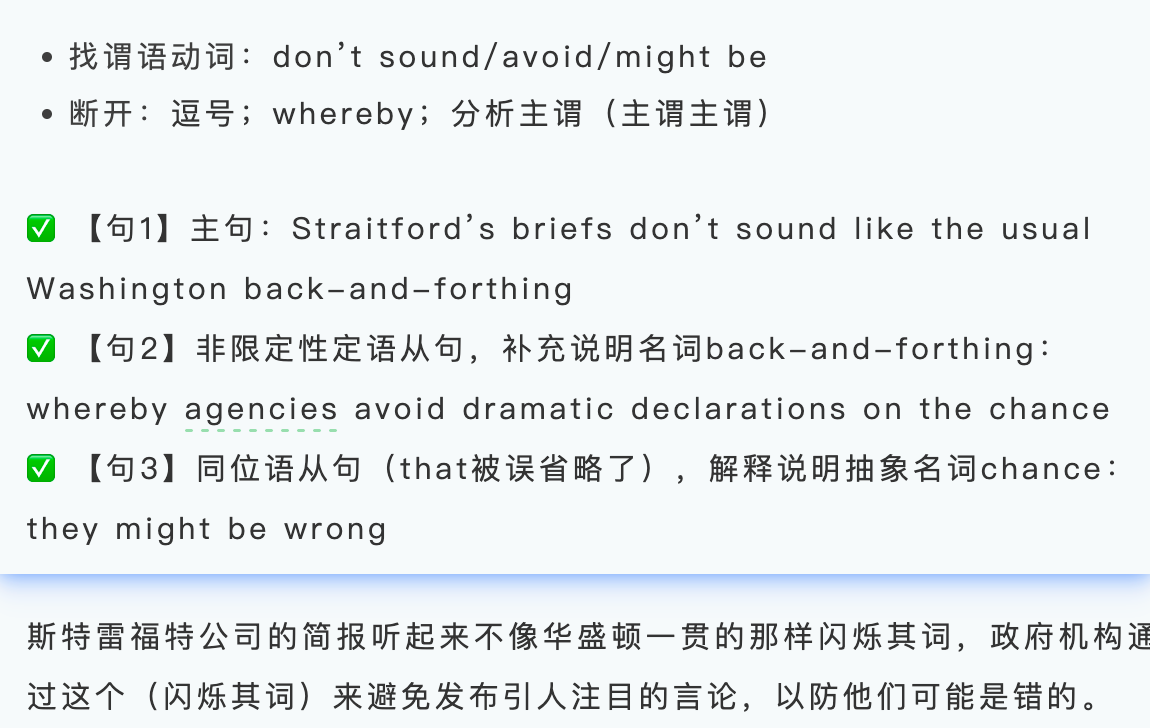 • 找谓语动词：don't sound/avoid/might be
• 断开：逗号；whereby；分析主谓（主谓主谓）
✅ 【句1】主句：Straitford's briefs don't sound like the usual
Washington back-and-forthing
✅ 【句2】非限定性定语从句，补充说明名词back-and-forthing：
whereby agencies avoid dramatic declarations on the chance
✅ 【句3】同位语从句（that被误省略了），解释说明抽象名词chance：
they might be wrong
斯特雷福特公司的简报听起来不像华盛顿一贯的那样闪烁其词，政府机构通
过这个（闪烁其词）来避免发布引人注目的言论，以防他们可能是错的。